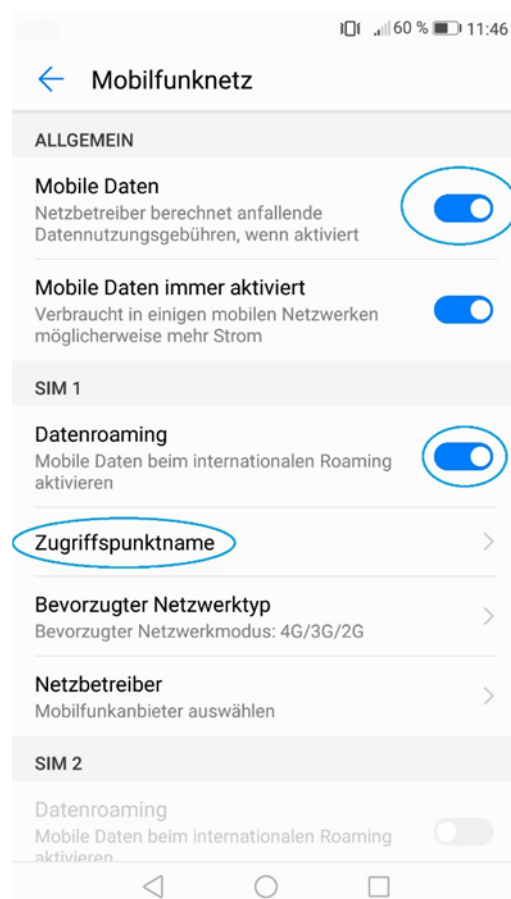 60 % 11:46
Mobilfunknetz
ALLGEMEIN
Mobile Daten
Netzbetreiber berechnet anfallende
Datennutzungsgebühren, wenn aktiviert
Mobile Daten immer aktiviert
Verbraucht in einigen mobilen Netzwerken
möglicherweise mehr Strom
SIM 1
Datenroaming
Mobile Daten beim internationalen Roaming
aktivieren
Zugriffspunktname
Bevorzugter Netzwerktyp
Bevorzugter Netzwerkmodus: 4G/3G/2G
Netzbetreiber
Mobilfunkanbieter auswählen
SIM 2
Datenroaming
Mobile Daten beim internationalen Roaming
aktivieren